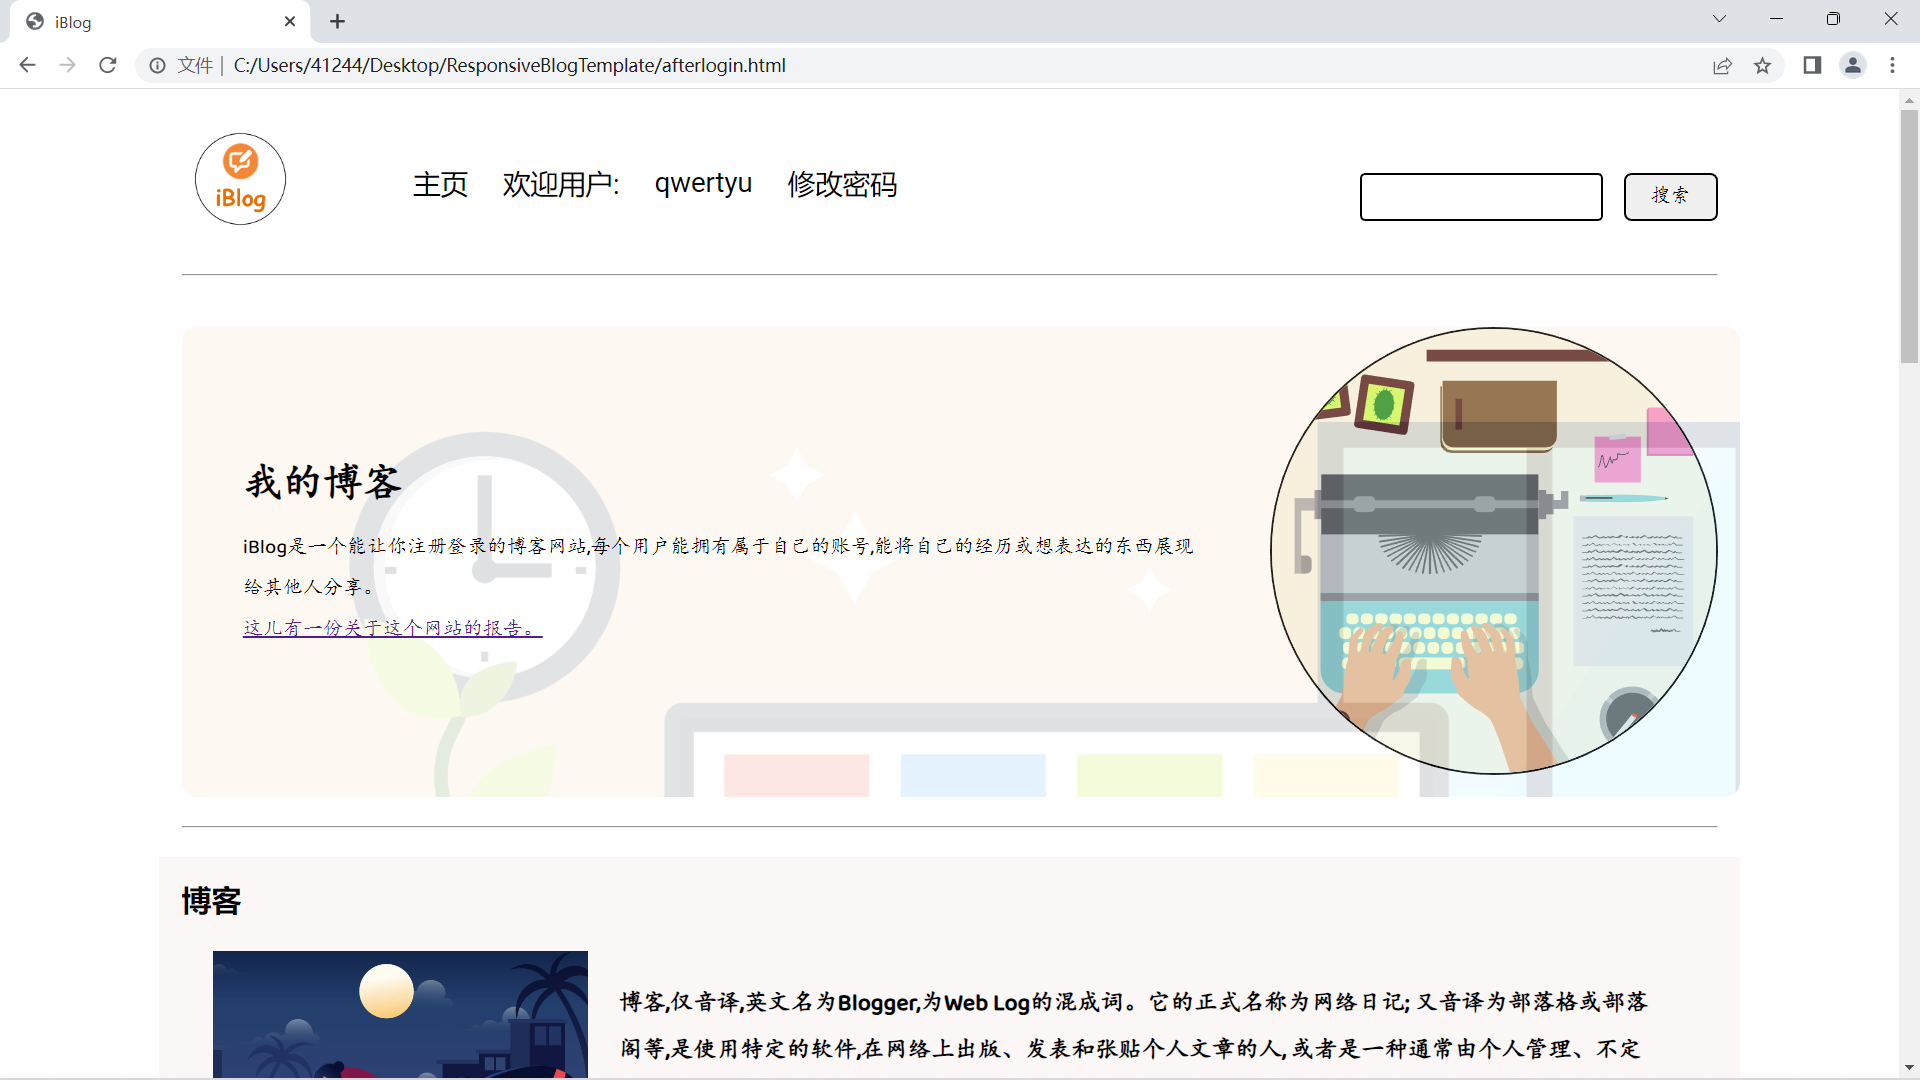 iBlog
文件 | C:/Users/41244/Desktop/ResponsiveBlogTemplate/afterlogin.html
iBlog
主页 欢迎用户: qwertyu 修改密码
搜索
我的博客
iBlog是一个能让你注册登录的博客网站,每个用户能拥有属于自己的账号,能将自己的经历或想表达的东西展现
给其他人分享。
这儿有一份关于这个网站的报告。
博客
博客,仅音译,英文名为Blogger,为Web Log的混成词。它的正式名称为网络日记; 又音译为部落格或部落
阁等,是使用特定的软件,在网络上出版、发表和张贴个人文章的人, 或者是一种通常由个人管理、不定